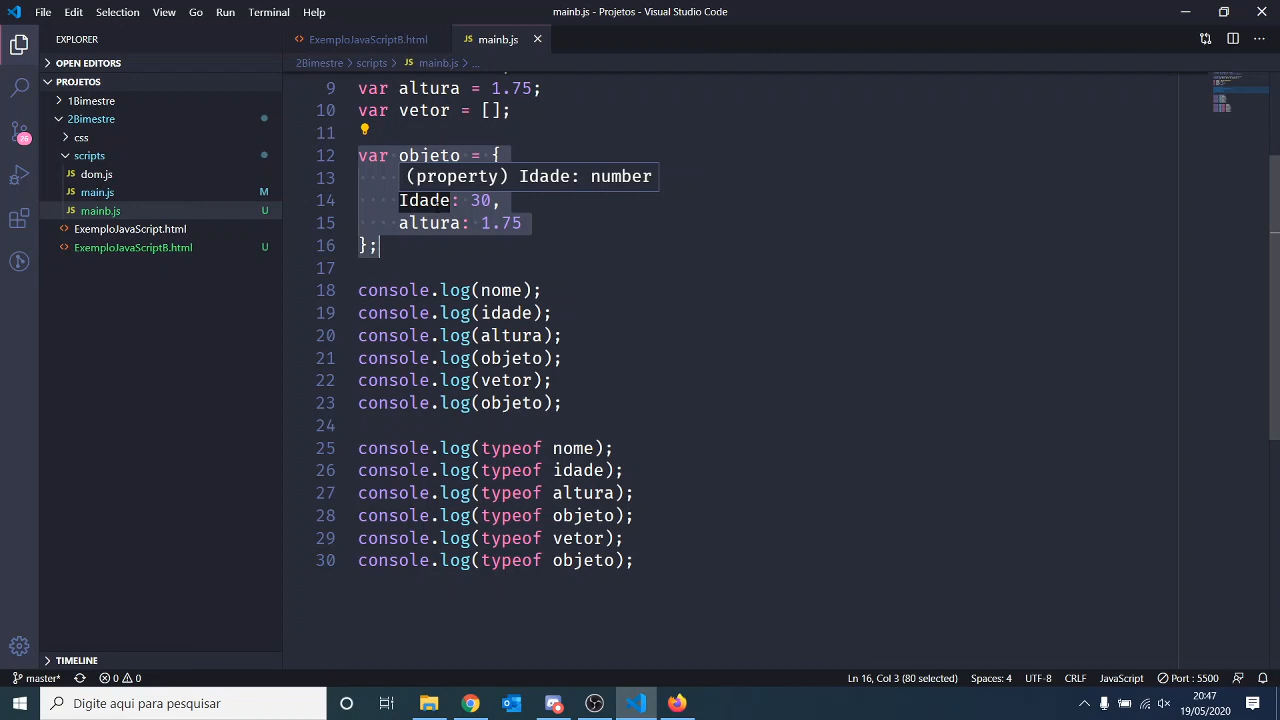 File Edit Selection View Go Run Terminal Help
mainb.js - Projetos - Visual Studio Code
EXPLORER
OPEN EDITORS
PROJETOS
1Bimestre
2Bimestre
css
scripts
dom.js
JS main.js M
JS mainb.js U
ExemploJavaScript.html
ExemploJavaScriptB.html U
TIMELINE
ExemploJavaScriptB.html JS mainb.js
2Bimestre > scripts > JS mainb.js > ...
9 var altura = 1.75;
10 var vetor = [];
11
12 var objeto = {
13
(property) Idade: number
14 Idade: 30,
15 altura: 1.75
16 };
17
18 console.log(nome);
19 console.log(idade);
20 console.log(altura);
21 console.log(objeto);
22 console.log(vetor);
23 console.log(objeto);
24
25 console.log(typeof nome);
26 console.log(typeof idade);
27 console.log(typeof altura);
28 console.log(typeof objeto);
29 console.log(typeof vetor);
30 console.log(typeof objeto);
26
master* 0 0 Ln 16, Col 3 (80 selected) Spaces: 4 UTF-8 CRLF JavaScript Port : 5500
Digite aqui para pesquisar
20:47
19/05/2020